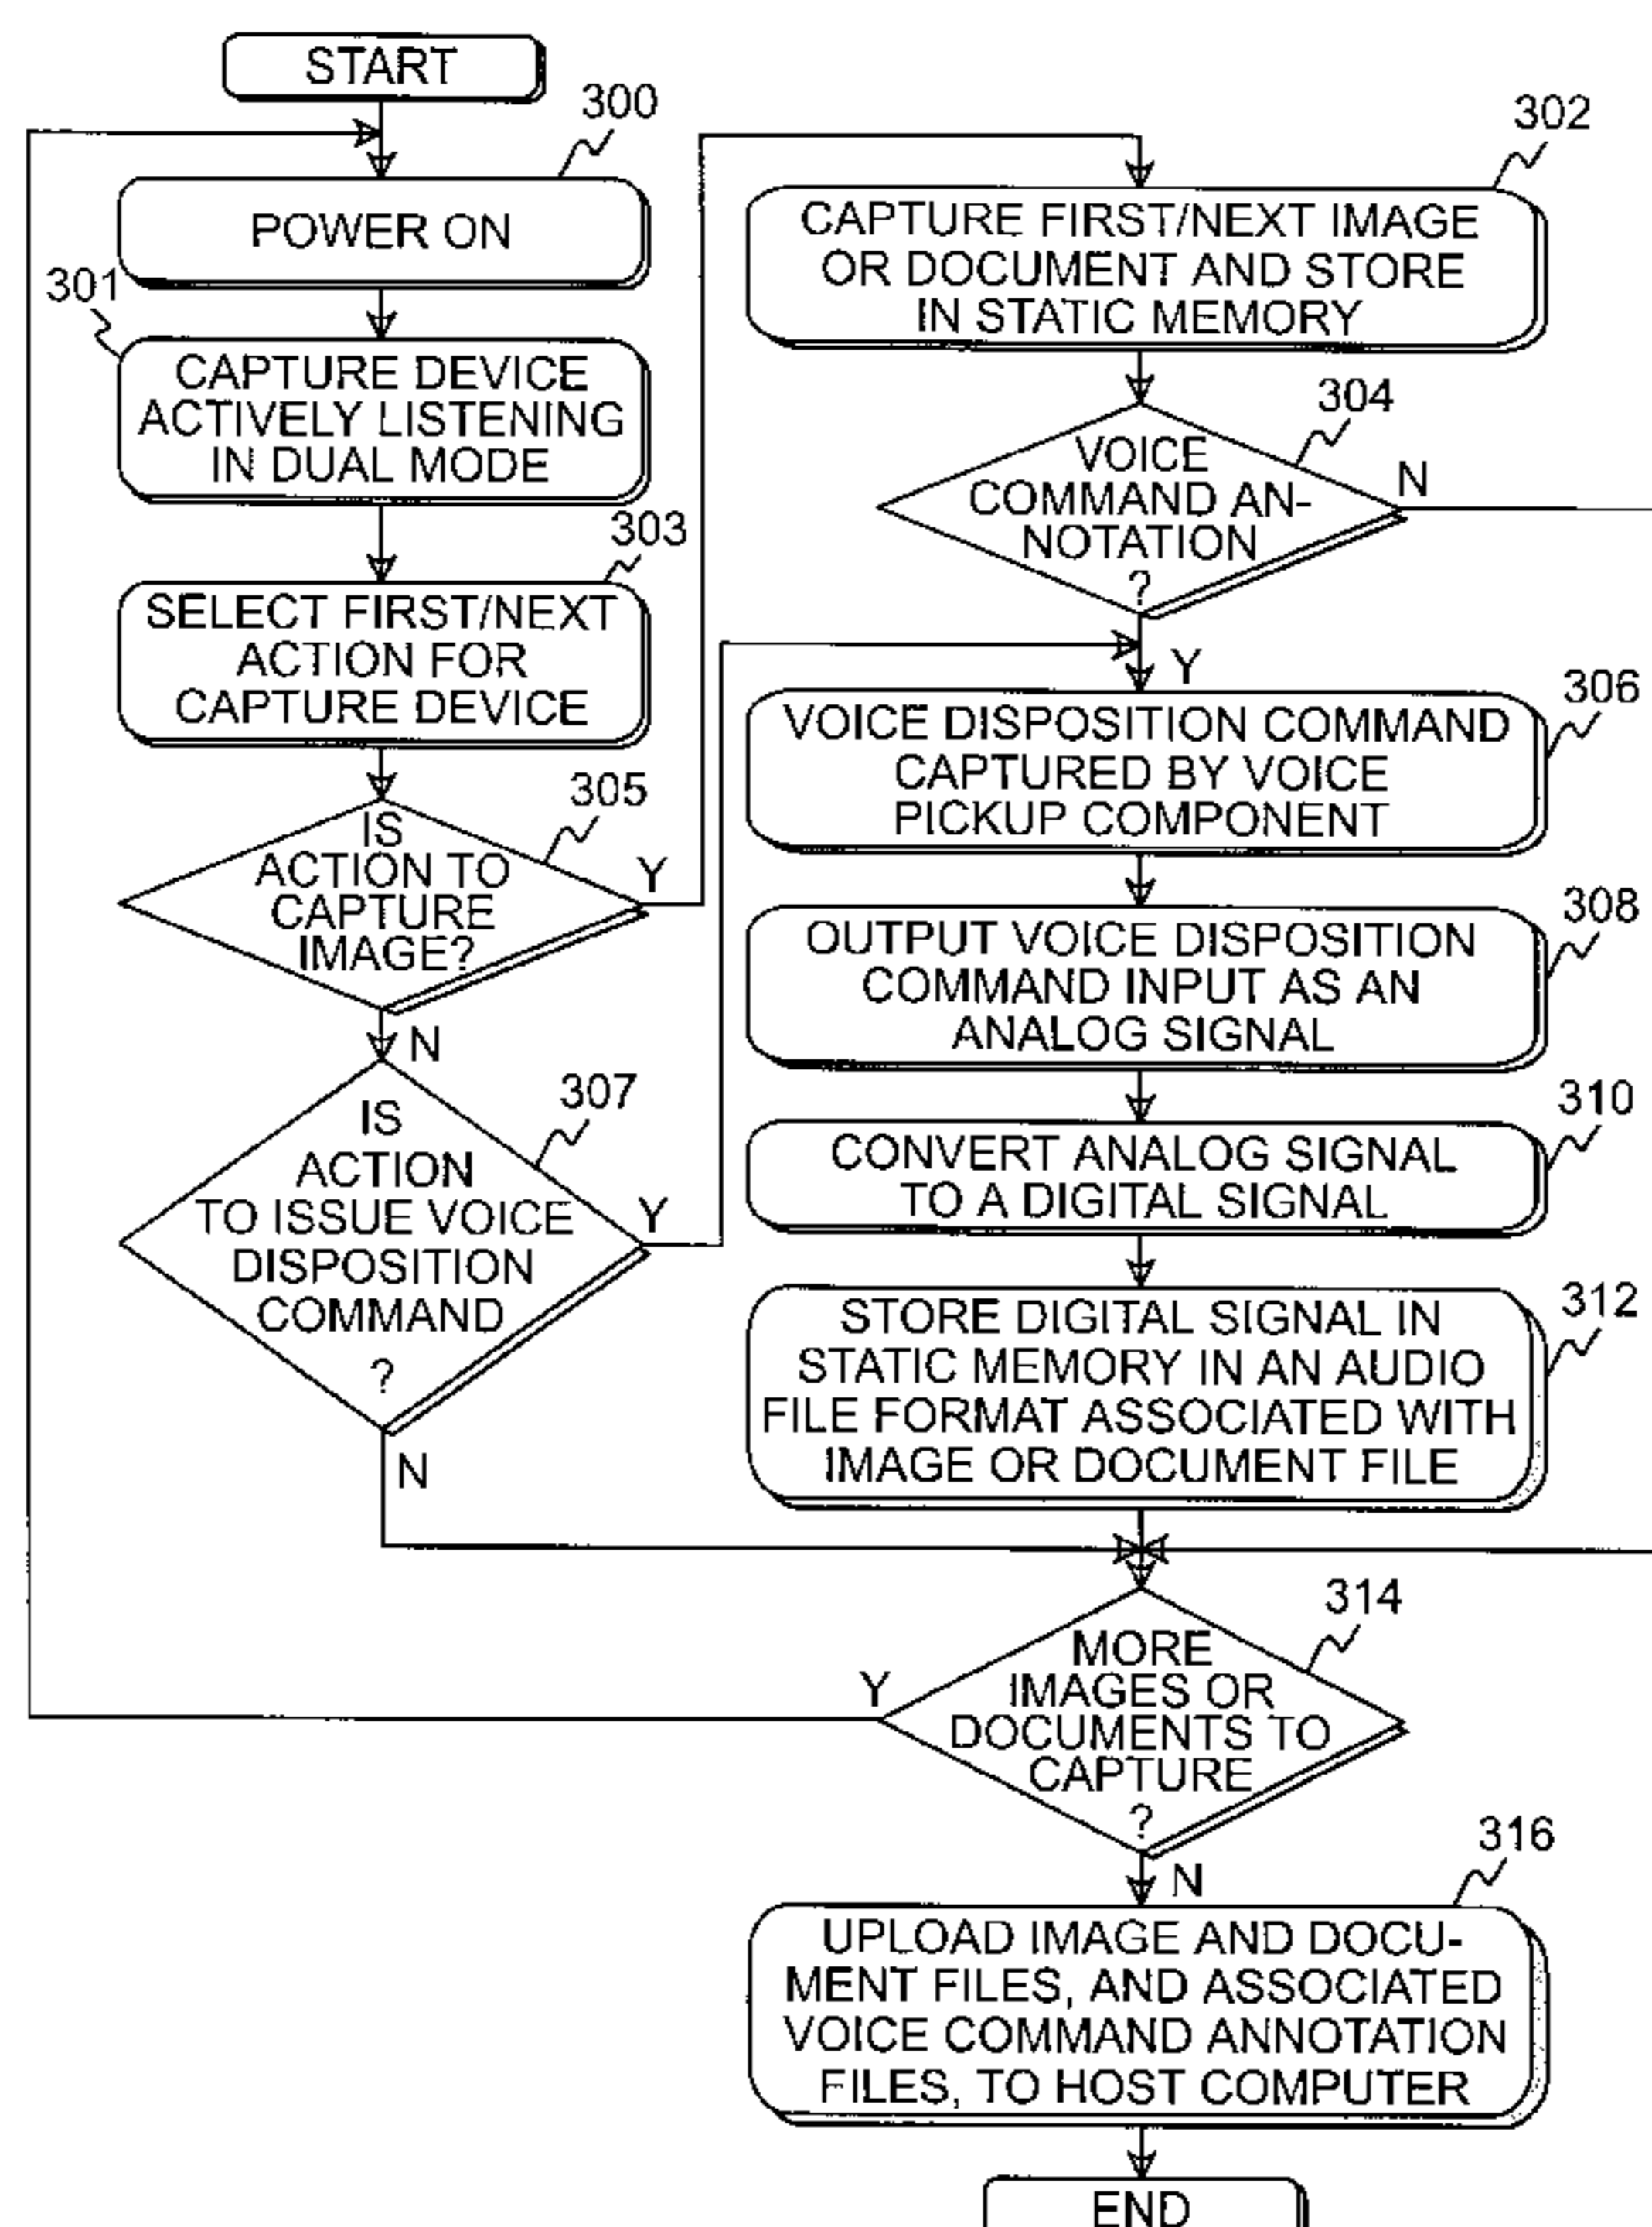 START
300
POWER ON
301
CAPTURE DEVICE
ACTIVELY LISTENING
IN DUAL MODE
303
SELECT FIRST/NEXT
ACTION FOR
CAPTURE DEVICE
305
IS
ACTION TO
CAPTURE
IMAGE?
Y
N
307
IS
ACTION
TO ISSUE VOICE
DISPOSITION
COMMAND
?
Y
N
302
CAPTURE FIRST/NEXT IMAGE
OR DOCUMENT AND STORE
IN STATIC MEMORY
304
VOICE
COMMAND AN-
NOTATION
?
N
Y
306
VOICE DISPOSITION COMMAND
CAPTURED BY VOICE
PICKUP COMPONENT
308
OUTPUT VOICE DISPOSITION
COMMAND INPUT AS AN
ANALOG SIGNAL
310
CONVERT ANALOG SIGNAL
TO A DIGITAL SIGNAL
312
STORE DIGITAL SIGNAL IN
STATIC MEMORY IN AN AUDIO
FILE FORMAT ASSOCIATED WITH
IMAGE OR DOCUMENT FILE
314
MORE
IMAGES OR
DOCUMENTS TO
CAPTURE
?
Y
N
316
UPLOAD IMAGE AND DOCU-
MENT FILES, AND ASSOCIATED
VOICE COMMAND ANNOTATION
FILES, TO HOST COMPUTER
END